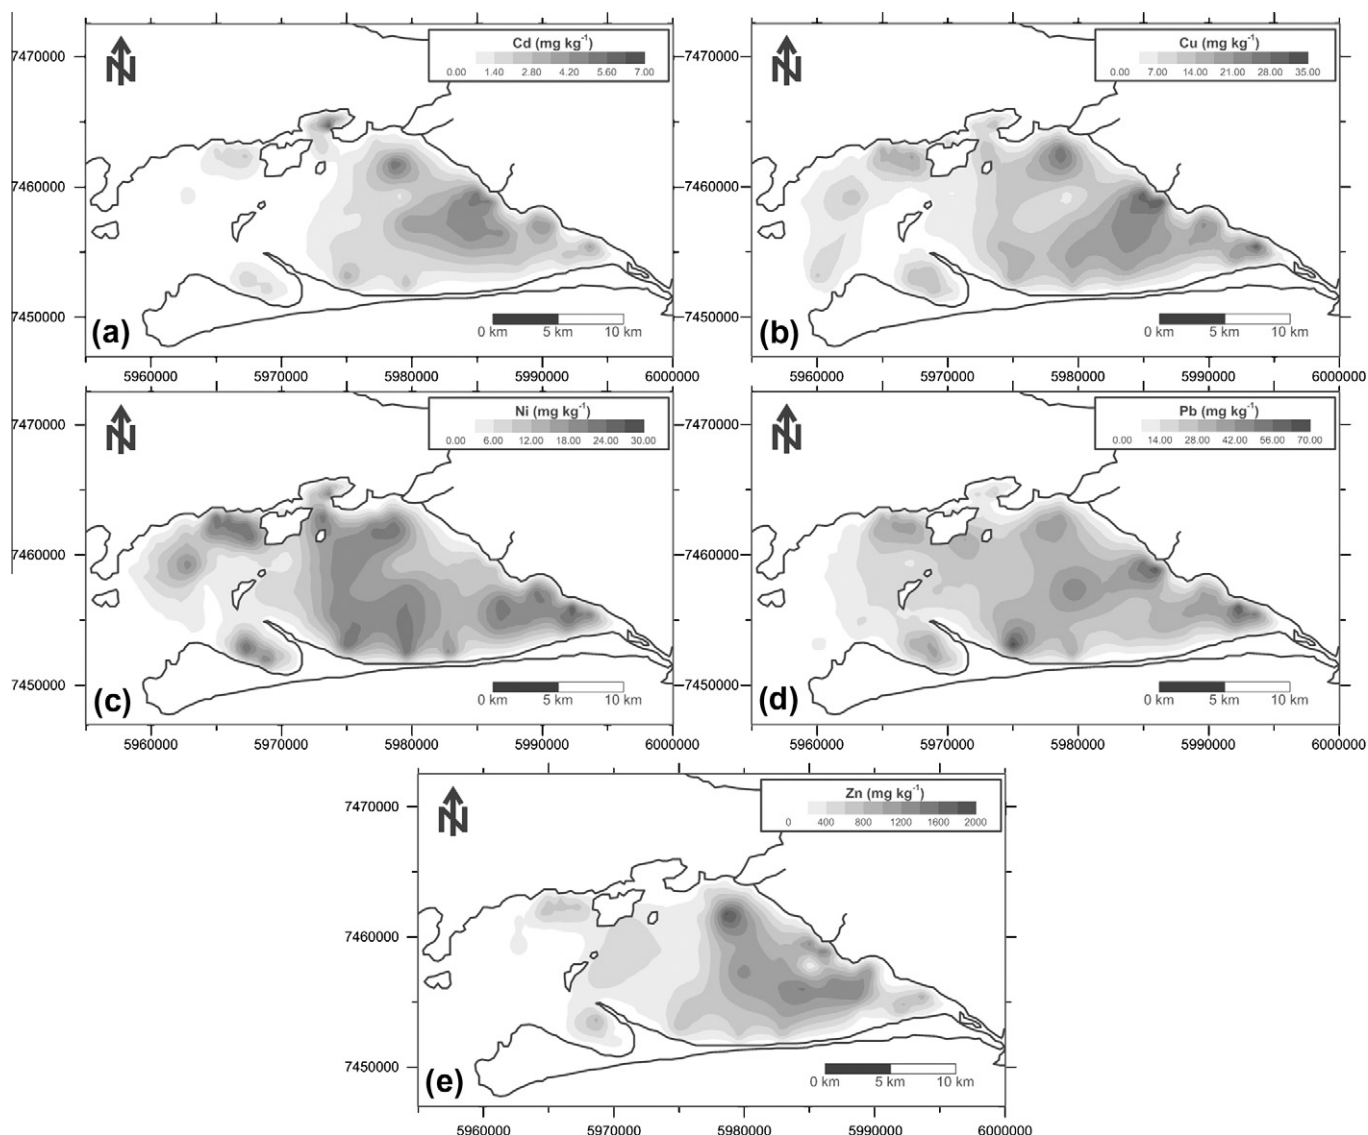 Cd (mg kg-1)
0.00 1.40 2.80 4.20 5.60 7.00
N
7470000
7460000
7450000
(a)
0 km 5 km 10 km
Cu (mg kg-1)
0.00 7.00 14.00 21.00 28.00 35.00
N
7470000
7460000
7450000
(b)
0 km 5 km 10 km
5960000 5970000 5980000 5990000 6000000
5960000 5970000 5980000 5990000 6000000
Ni (mg kg-1)
0.00 6.00 12.00 18.00 24.00 30.00
N
7470000
7460000
7450000
(c)
0 km 5 km 10 km
Pb (mg kg-1)
0.00 14.00 28.00 42.00 56.00 70.00
N
7470000
7460000
7450000
(d)
0 km 5 km 10 km
5960000 5970000 5980000 5990000 6000000
5960000 5970000 5980000 5990000 6000000
Zn (mg kg-1)
0 400 800 1200 1600 2000
N
7470000
7460000
7450000
(e)
0 km 5 km 10 km
5960000 5970000 5980000 5990000 6000000